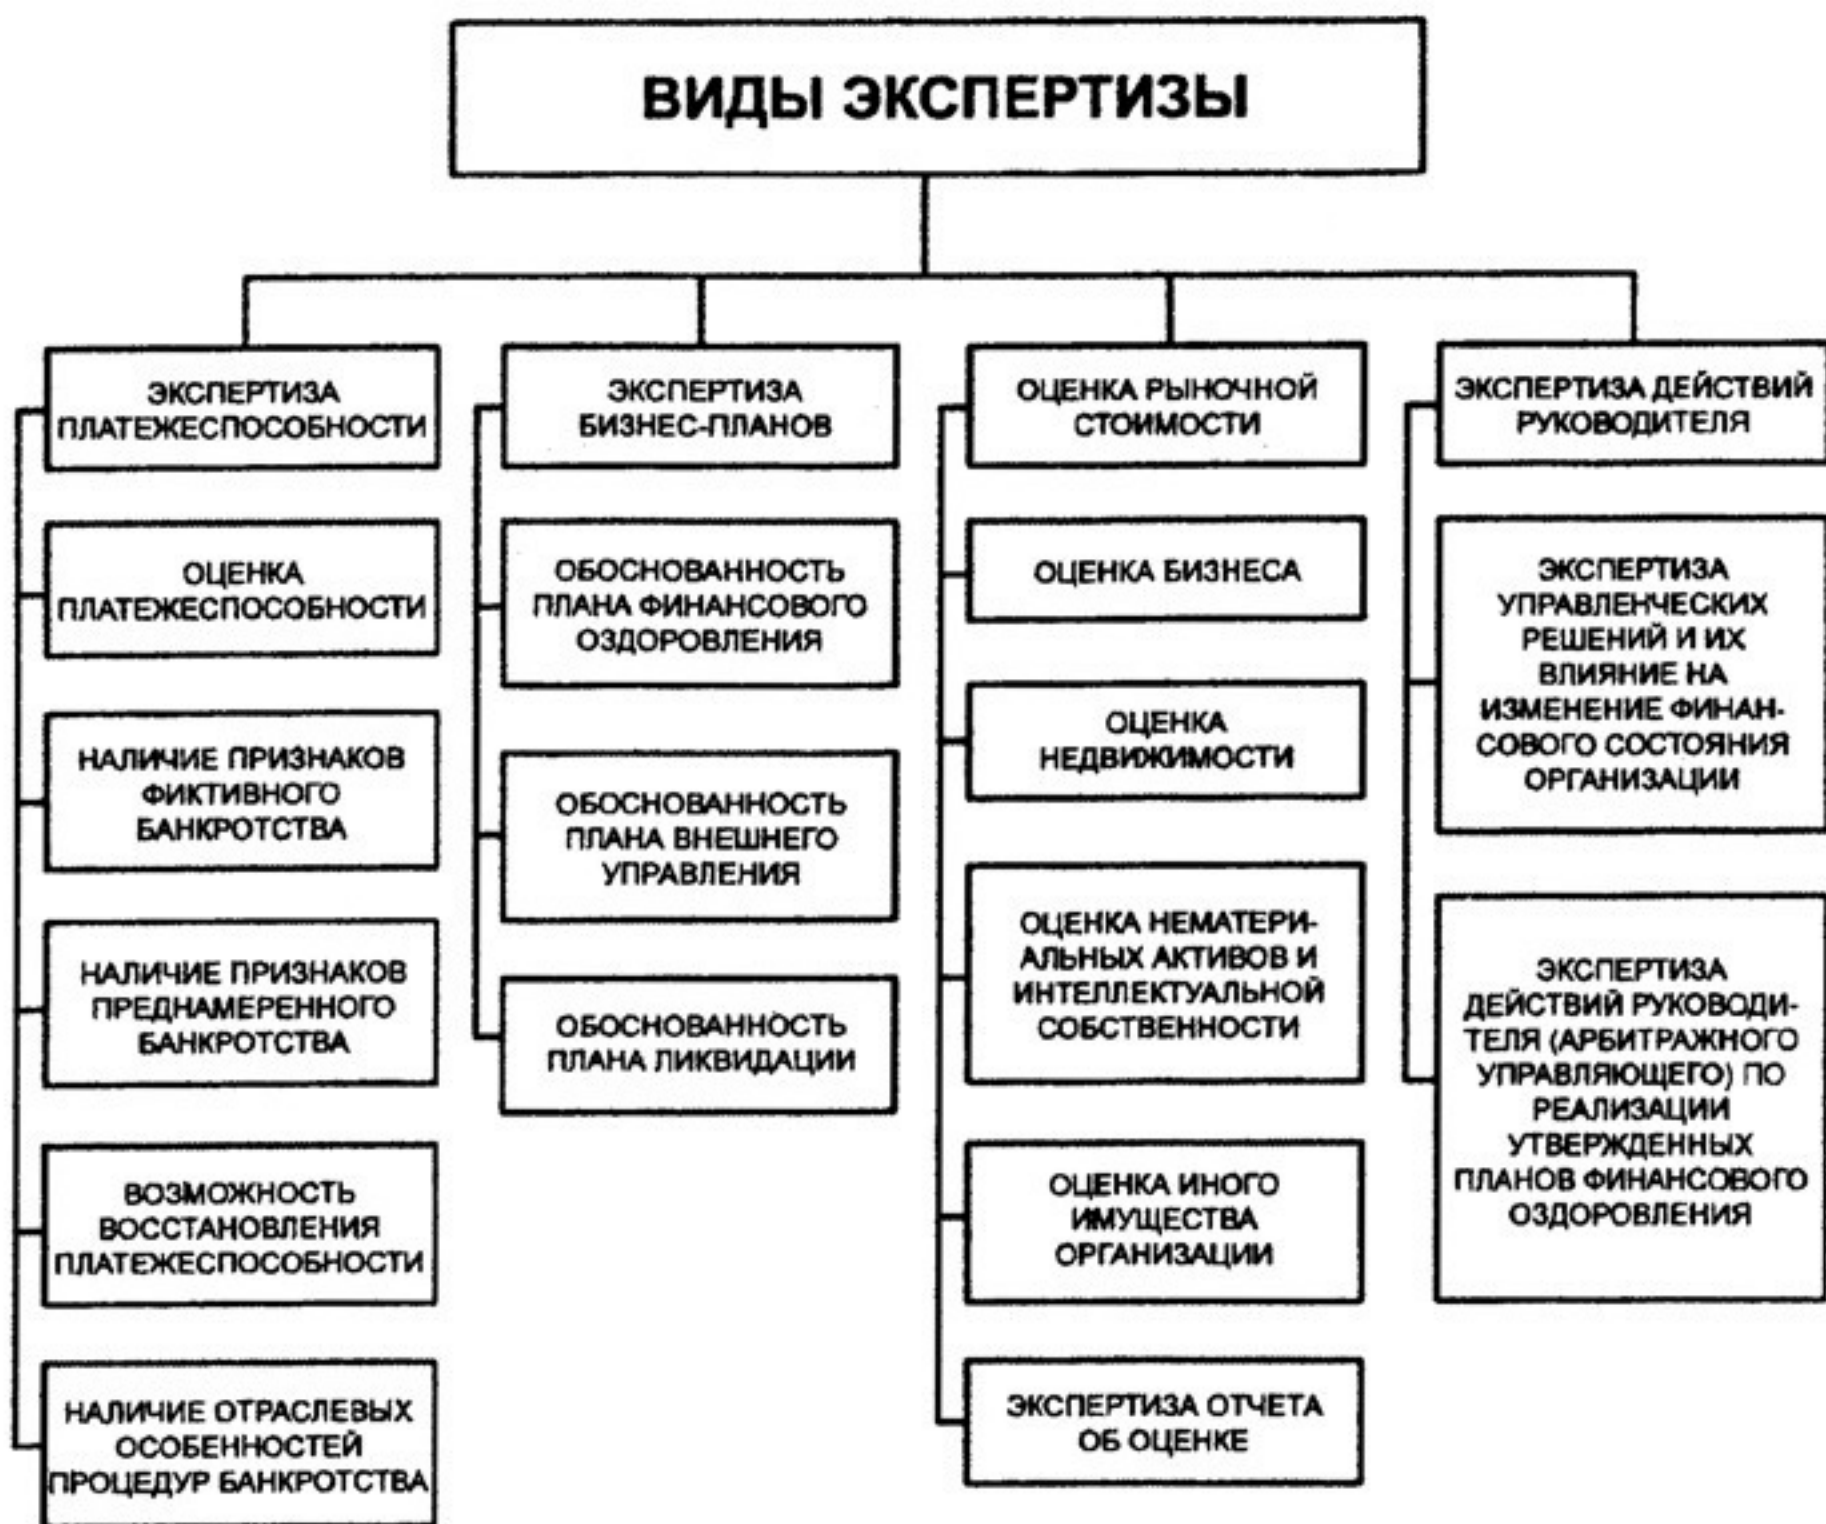 ВИДЫ ЭКСПЕРТИЗЫ
ЭКСПЕРТИЗА
ПЛАТЕЖЕСПОСОБНОСТИ
ОЦЕНКА
ПЛАТЕЖЕСПОСОБНОСТИ
НАЛИЧИЕ ПРИЗНАКОВ
ФИКТИВНОГО
БАНКРОТСТВА
НАЛИЧИЕ ПРИЗНАКОВ
ПРЕДНАМЕРЕННОГО
БАНКРОТСТВА
ВОЗМОЖНОСТЬ
ВОССТАНОВЛЕНИЯ
ПЛАТЕЖЕСПОСОБНОСТИ
НАЛИЧИЕ ОТРАСЛЕВЫХ
ОСОБЕННОСТЕЙ
ПРОЦЕДУР БАНКРОТСТВА
ЭКСПЕРТИЗА
БИЗНЕС-ПЛАНОВ
ОБОСНОВАННОСТЬ
ПЛАНА ФИНАНСОВОГО
ОЗДОРОВЛЕНИЯ
ОБОСНОВАННОСТЬ
ПЛАНА ВНЕШНЕГО
УПРАВЛЕНИЯ
ОБОСНОВАННОСТЬ
ПЛАНА ЛИКВИДАЦИИ
ОЦЕНКА РЫНОЧНОЙ
СТОИМОСТИ
ОЦЕНКА БИЗНЕСА
ОЦЕНКА
НЕДВИЖИМОСТИ
ОЦЕНКА НЕМАТЕРИ-
АЛЬНЫХ АКТИВОВ И
ИНТЕЛЛЕКТУАЛЬНОЙ
СОБСТВЕННОСТИ
ОЦЕНКА ИНОГО
ИМУЩЕСТВА
ОРГАНИЗАЦИИ
ЭКСПЕРТИЗА ОТЧЕТА
ОБ ОЦЕНКЕ
ЭКСПЕРТИЗА ДЕЙСТВИЙ
РУКОВОДИТЕЛЯ
ЭКСПЕРТИЗА
УПРАВЛЕНЧЕСКИХ
РЕШЕНИЙ И ИХ
ВЛИЯНИЕ НА
ИЗМЕНЕНИЕ ФИНАН-
СОВОГО СОСТОЯНИЯ
ОРГАНИЗАЦИИ
ЭКСПЕРТИЗА
ДЕЙСТВИЙ РУКОВОДИ-
ТЕЛЯ (АРБИТРАЖНОГО
УПРАВЛЯЮЩЕГО) ПО
РЕАЛИЗАЦИИ
УТВЕРЖДЕННЫХ
ПЛАНОВ ФИНАНСОВОГО
ОЗДОРОВЛЕНИЯ